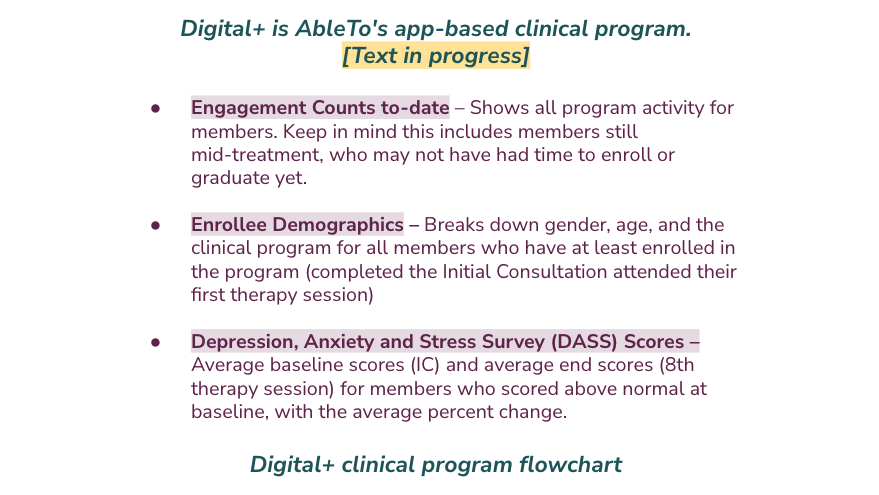 Digital+ is AbleTo's app-based clinical program.
[Text in progress]
● Engagement Counts to-date – Shows all program activity for
members. Keep in mind this includes members still
mid-treatment, who may not have had time to enroll or
graduate yet.
● Enrollee Demographics – Breaks down gender, age, and the
clinical program for all members who have at least enrolled in
the program (completed the Initial Consultation attended their
first therapy session)
● Depression, Anxiety and Stress Survey (DASS) Scores –
Average baseline scores (IC) and average end scores (8th
therapy session) for members who scored above normal at
baseline, with the average percent change.
Digital+ clinical program flowchart